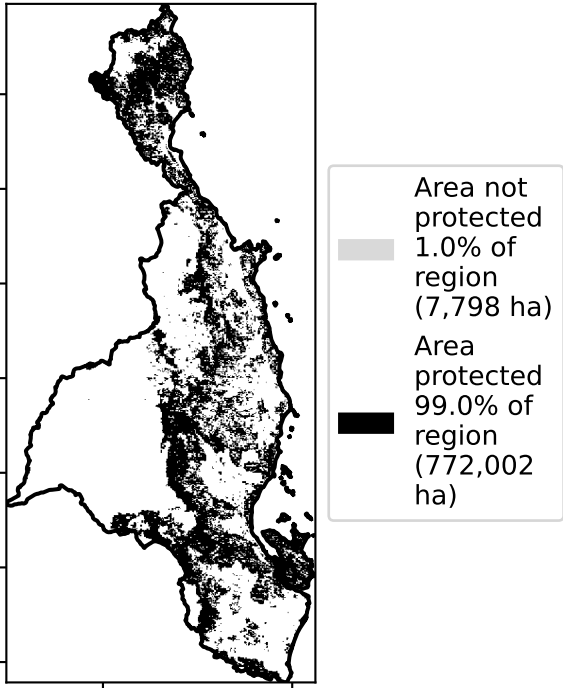 Area not
protected
1.0% of
region
(7,798 ha)
Area
protected
99.0% of
region
(772,002
ha)